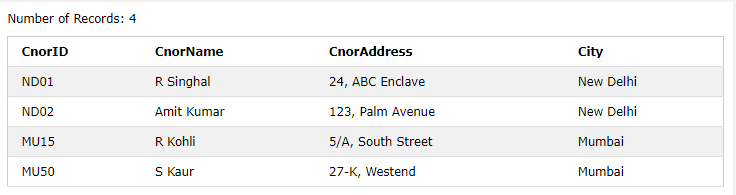 Number of Records: 4
CnorID CnorName CnorAddress City
ND01 R Singhal 24, ABC Enclave New Delhi
ND02 Amit Kumar 123, Palm Avenue New Delhi
MU15 R Kohli 5/A, South Street Mumbai
MU50 S Kaur 27-K, Westend Mumbai